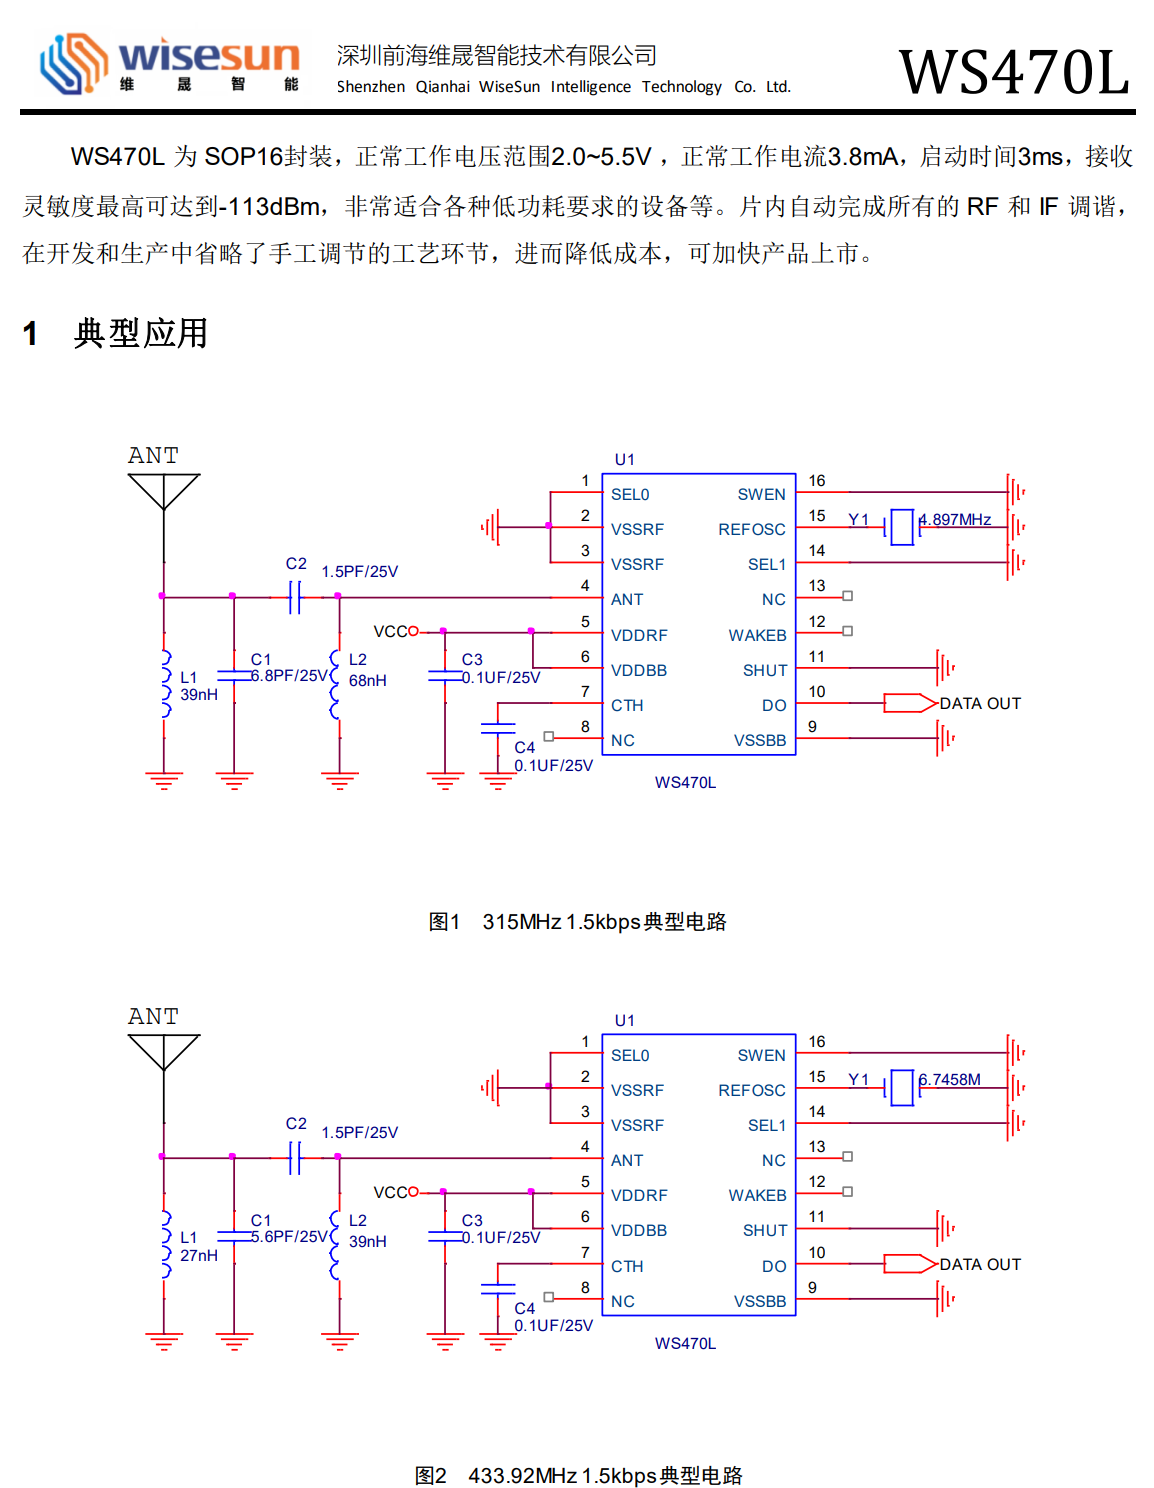 wisesun
维 晟 智 能
深圳前海维晟智能技术有限公司
Shenzhen Qianhai WiseSun Intelligence Technology Co. Ltd.
WS470L
WS470L 为 SOP16封装，正常工作电压范围2.0~5.5V ，正常工作电流3.8mA，启动时间3ms，接收
灵敏度最高可达到-113dBm，非常适合各种低功耗要求的设备等。片内自动完成所有的 RF 和 IF 调谐，
在开发和生产中省略了手工调节的工艺环节，进而降低成本，可加快产品上市。
1 典型应用
ANT
U1
1 SEL0 SWEN 16
2 VSSRF REFOSC 15 Y1 4.897MHz
3 VSSRF SEL1 14
C2 1.5PF/25V
4 ANT NC 13
VCC 5 VDDRF WAKEB 12
6 VDDBB SHUT 11
L1 39nH
C1 6.8PF/25V
L2 68nH
C3 0.1UF/25V
7 CTH DO 10 DATA OUT
8 NC VSSBB 9
C4 0.1UF/25V
WS470L
图1 315MHz 1.5kbps典型电路
ANT
U1
1 SEL0 SWEN 16
2 VSSRF REFOSC 15 Y1 6.7458M
3 VSSRF SEL1 14
C2 1.5PF/25V
4 ANT NC 13
VCC 5 VDDRF WAKEB 12
6 VDDBB SHUT 11
L1 27nH
C1 5.6PF/25V
L2 39nH
C3 0.1UF/25V
7 CTH DO 10 DATA OUT
8 NC VSSBB 9
C4 0.1UF/25V
WS470L
图2 433.92MHz 1.5kbps典型电路